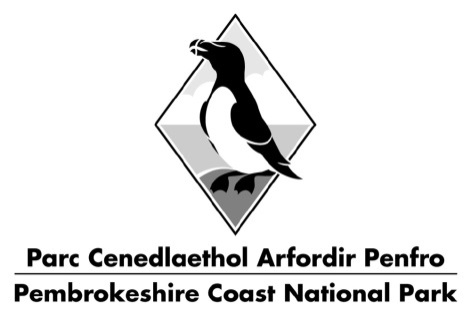 Parc Cenedlaethol Arfordir Penfro
Pembrokeshire Coast National Park